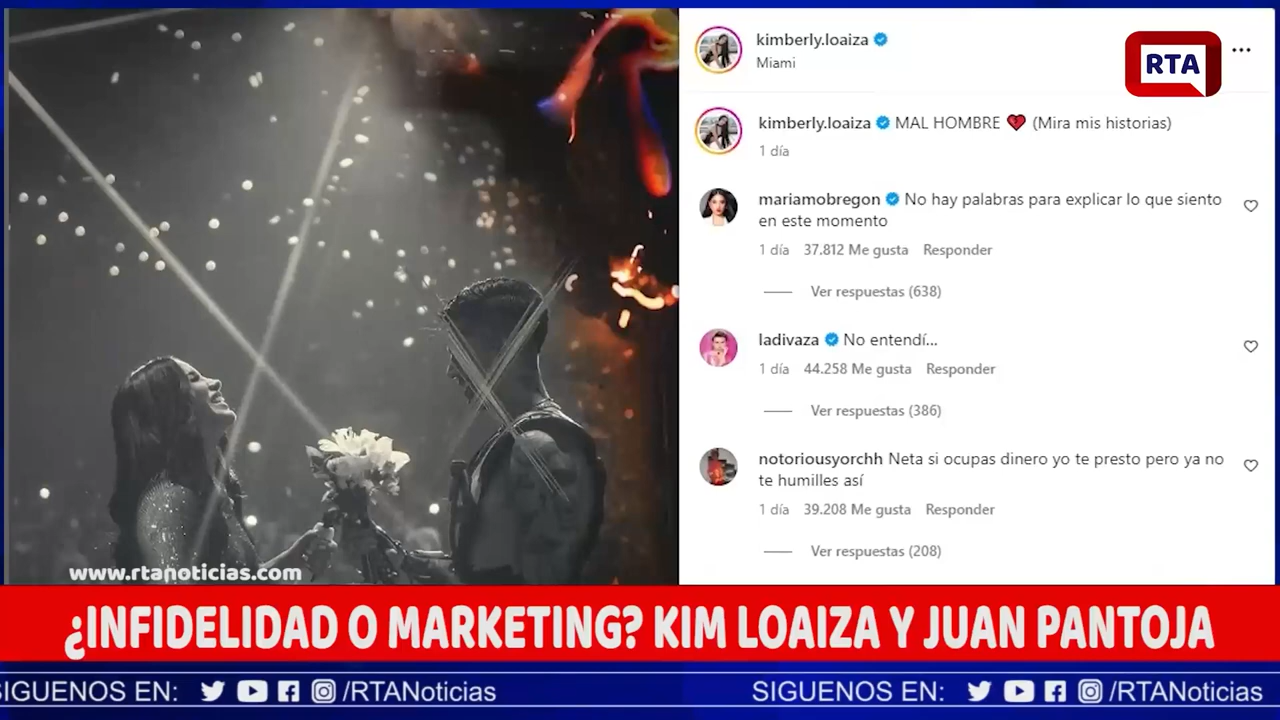 kimberly.loaiza
Miami
RTA
kimberly.loaiza MAL HOMBRE 💔 (Mira mis historias)
1 día
mariamobregon No hay palabras para explicar lo que siento
en este momento
1 día 37.812 Me gusta Responder
Ver respuestas (638)
ladivaza No entendí...
1 día 44.258 Me gusta Responder
Ver respuestas (386)
notoriousyorchh Neta si ocupas dinero yo te presto pero ya no
te humilles así
1 día 39.208 Me gusta Responder
Ver respuestas (208)
www.rtanoticias.com
¿INFIDELIDAD O MARKETING? KIM LOAIZA Y JUAN PANTOJA
SIGUENOS EN: /RTANoticias SIGUENOS EN: /RTANoticias